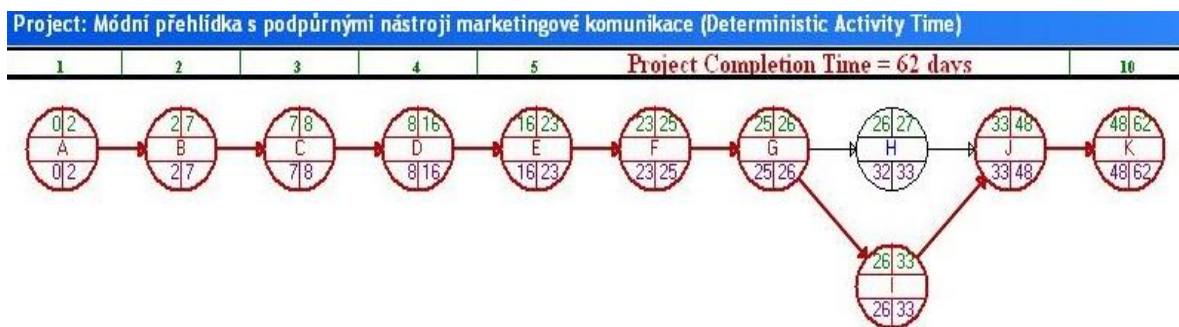 Project: Módní přehlídka s podpůrnými nástroji marketingové komunikace (Deterministic Activity Time)
1 2 3 4 5 Project Completion Time = 62 days 10
0 2 2 7 7 8 8 16 16 23 23 25 25 26 26 27 33 48 48 62
A B C D E F G H J K
0 2 2 7 7 8 8 16 16 23 23 25 25 26 32 33 33 48 48 62
26 33
I
26 33